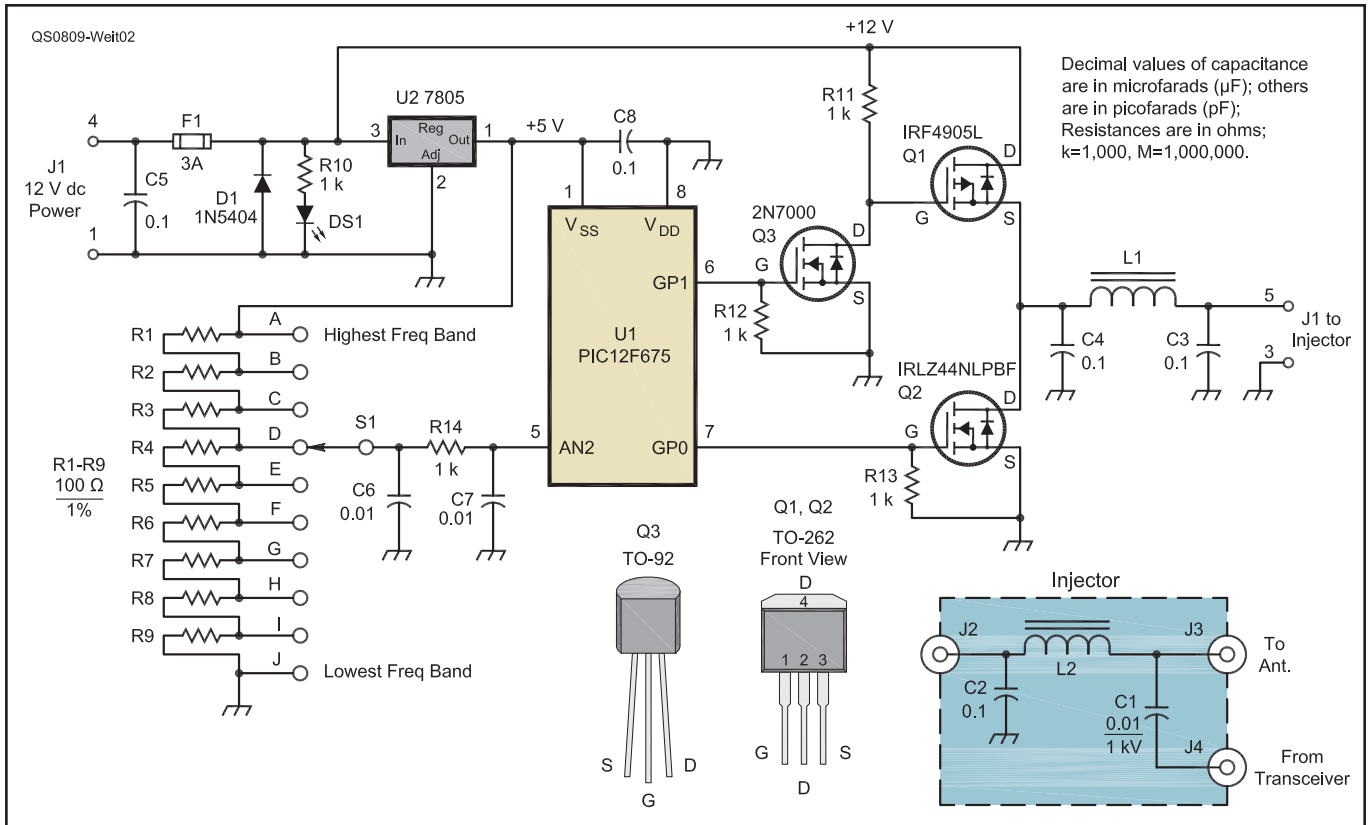 QS0809-Weit02
+12 V
Decimal values of capacitance
are in microfarads (µF); others
are in picofarads (pF);
Resistances are in ohms;
k=1,000, M=1,000,000.
U2 7805
3
In
Reg
Out
Adj
1
2
+5 V
C8
0.1
R11
1 k
IRF4905L
Q1
D
G
S
4
F1
3A
J1
12 V dc
Power
C5
0.1
1
D1
1N5404
R10
1 k
DS1
1
8
VSS
VDD
GP1
6
U1
PIC12F675
5
AN2
GP0
7
2N7000
Q3
D
G
S
R12
1 k
IRLZ44NLPBF
Q2
D
G
S
R13
1 k
L1
C4
0.1
C3
0.1
5
J1 to
Injector
3
R1
A
Highest Freq Band
R2
B
R3
C
R4
D
S1
R14
1 k
R5
E
R6
F
R7
G
R8
H
R9
I
J
Lowest Freq Band
R1-R9
100 Ω
1%
C6
0.01
C7
0.01
Q3
TO-92
S
G
D
Q1, Q2
TO-262
Front View
D
4
1 2 3
G
D
S
Injector
J2
L2
J3
To
Ant.
C2
0.1
C1
0.01
1 kV
J4
From
Transceiver